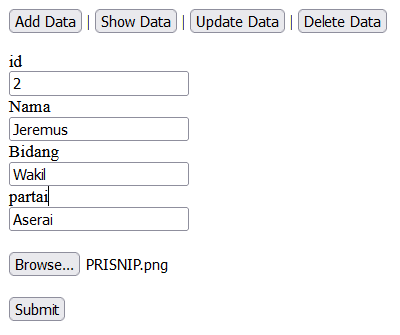 Add Data | Show Data | Update Data | Delete Data
id
2
Nama
Jeremus
Bidang
Wakil
partai
Aserai
Browse... PRISNIP.png
Submit